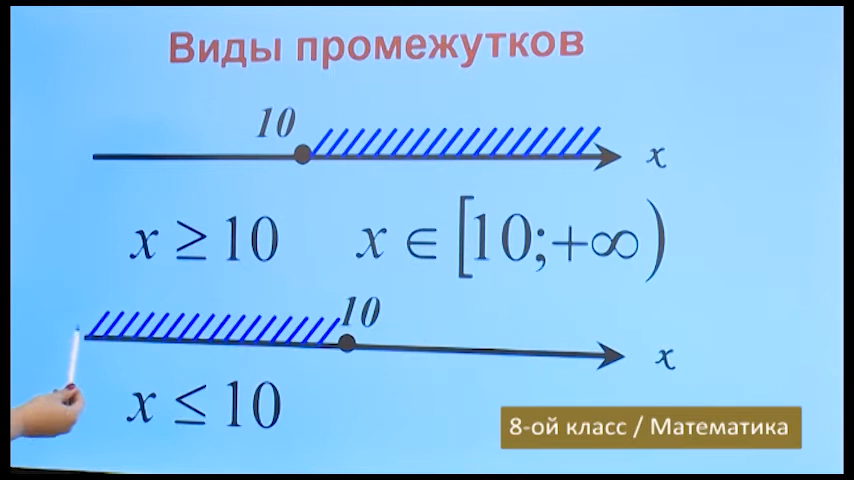 Виды промежутков
10
x
x ≥ 10 x ∈ [10;+∞)
10
x
x ≤ 10
8-ой класс / Математика